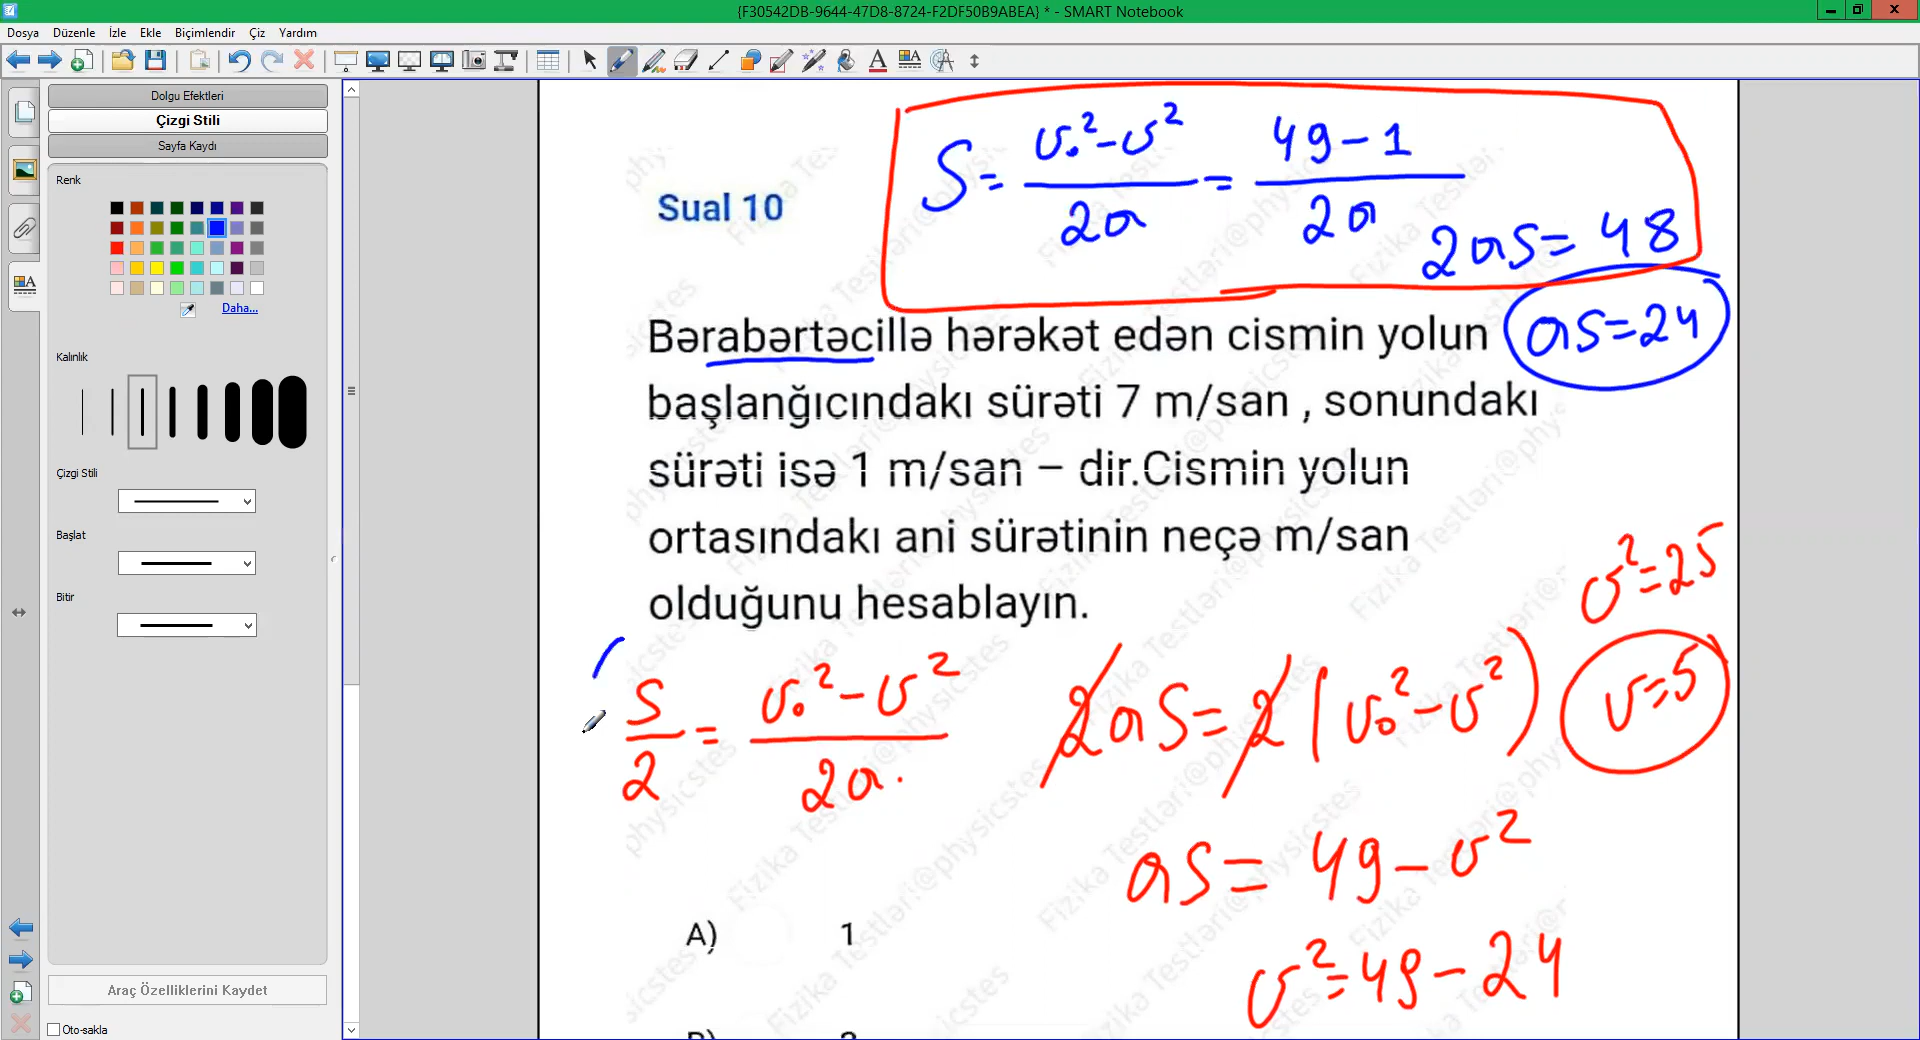 {F30542DB-9644-47D8-8724-F2DF50B9ABEA} * - SMART Notebook
Dosya Düzenle İzle Ekle Biçimlendir Çiz Yardım
Dolgu Efektleri
Çizgi Stili
Sayfa Kaydı
Renk
Daha...
Kalınlık
Çizgi Stili
Başlat
Bitir
Araç Özelliklerini Kaydet
Oto-sakla
S = (υ₀² - υ²)/2a = (49 - 1)/2a
2as = 48
as = 24
Sual 10
Bərabərtəcillə hərəkət edən cismin yolun
başlanğıcındakı sürəti 7 m/san , sonundakı
sürəti isə 1 m/san – dir.Cismin yolun
ortasındakı ani sürətinin neçə m/san
olduğunu hesablayın.
S/2 = (υ₀² - υ²)/2a.
2as = 2(υ₀² - υ²)
υ² = 25
υ = 5
as = 49 - υ²
υ² = 49 - 24
A) 1
Fizika Testləri@physicstes